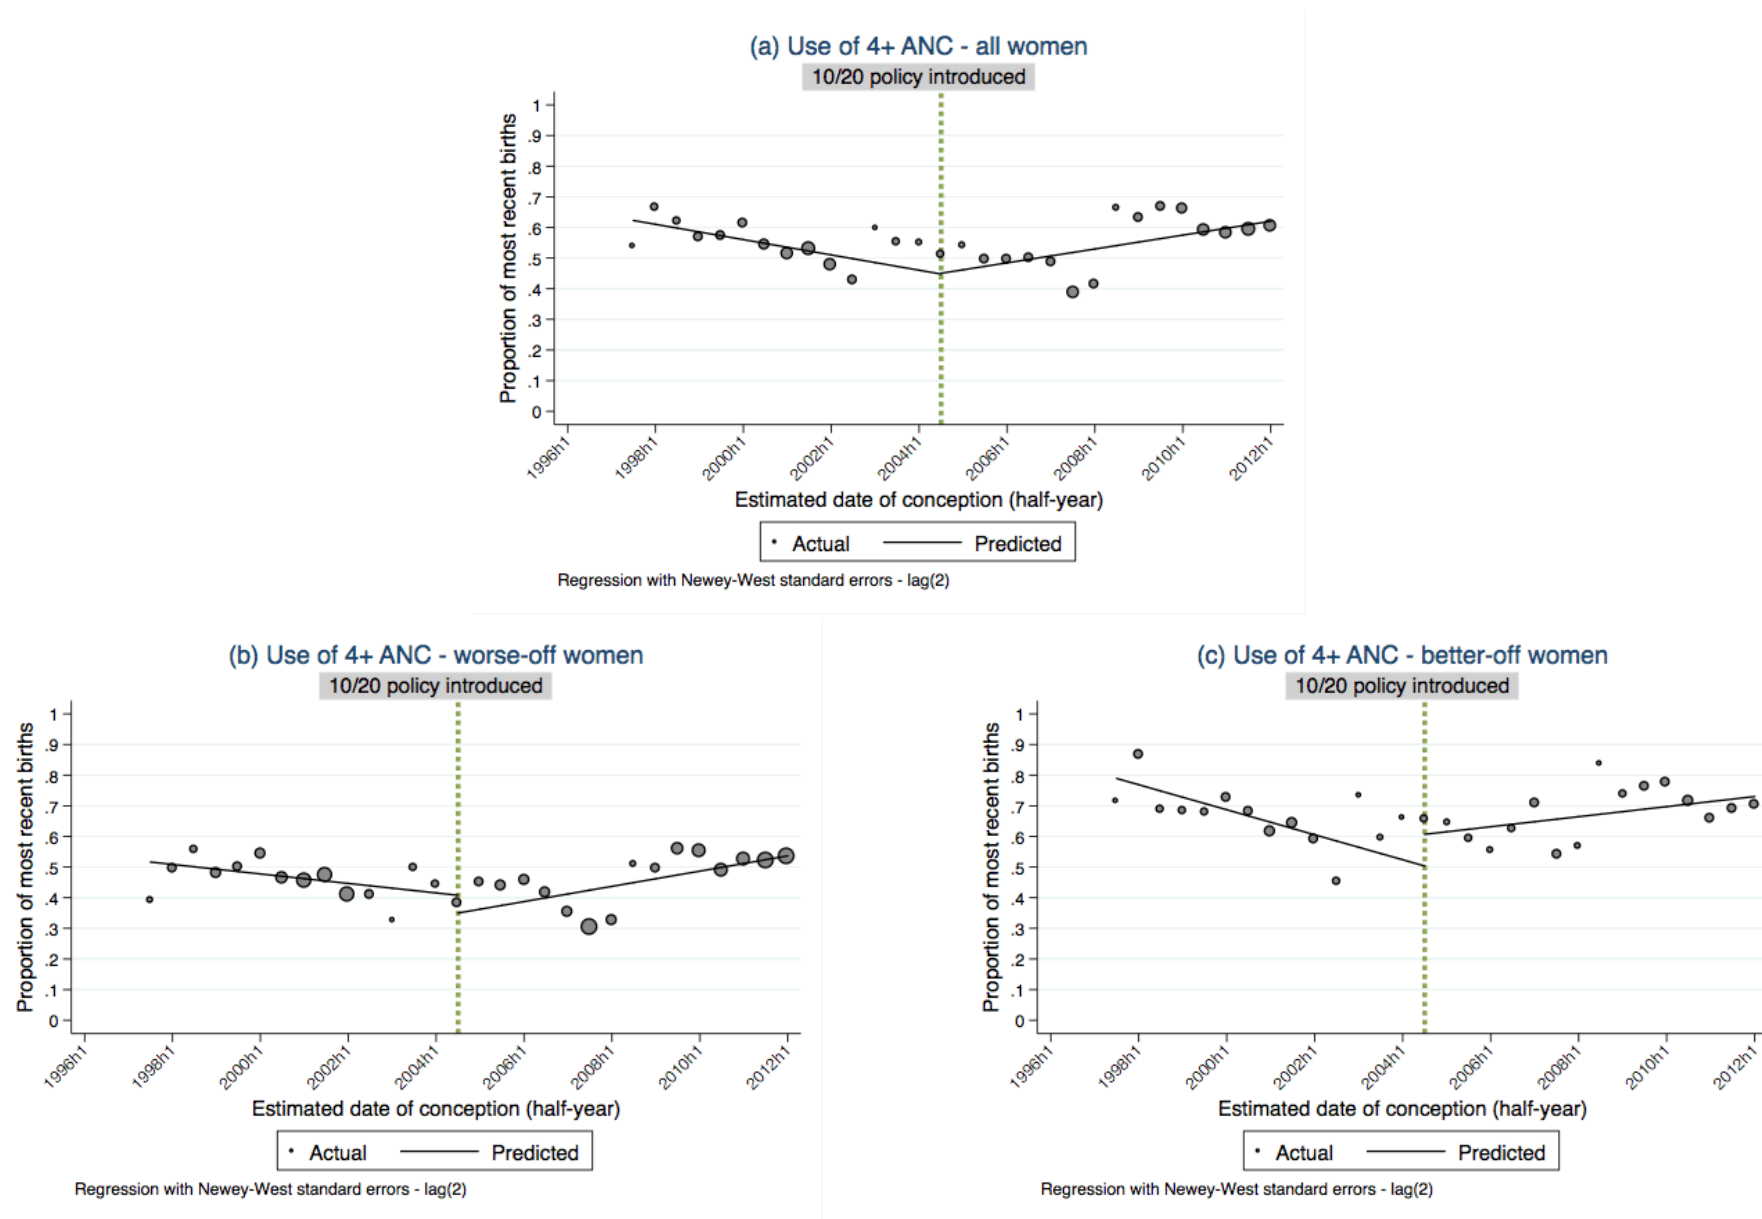 (a) Use of 4+ ANC - all women
10/20 policy introduced
Proportion of most recent births
1
.9
.8
.7
.6
.5
.4
.3
.2
.1
0
1996h1
1998h1
2000h1
2002h1
2004h1
2006h1
2008h1
2010h1
2012h1
Estimated date of conception (half-year)
Actual
Predicted
Regression with Newey-West standard errors - lag(2)
(b) Use of 4+ ANC - worse-off women
10/20 policy introduced
Proportion of most recent births
1
.9
.8
.7
.6
.5
.4
.3
.2
.1
0
1996h1
1998h1
2000h1
2002h1
2004h1
2006h1
2008h1
2010h1
2012h1
Estimated date of conception (half-year)
Actual
Predicted
Regression with Newey-West standard errors - lag(2)
(c) Use of 4+ ANC - better-off women
10/20 policy introduced
Proportion of most recent births
1
.9
.8
.7
.6
.5
.4
.3
.2
.1
0
1996h1
1998h1
2000h1
2002h1
2004h1
2006h1
2008h1
2010h1
2012h1
Estimated date of conception (half-year)
Actual
Predicted
Regression with Newey-West standard errors - lag(2)